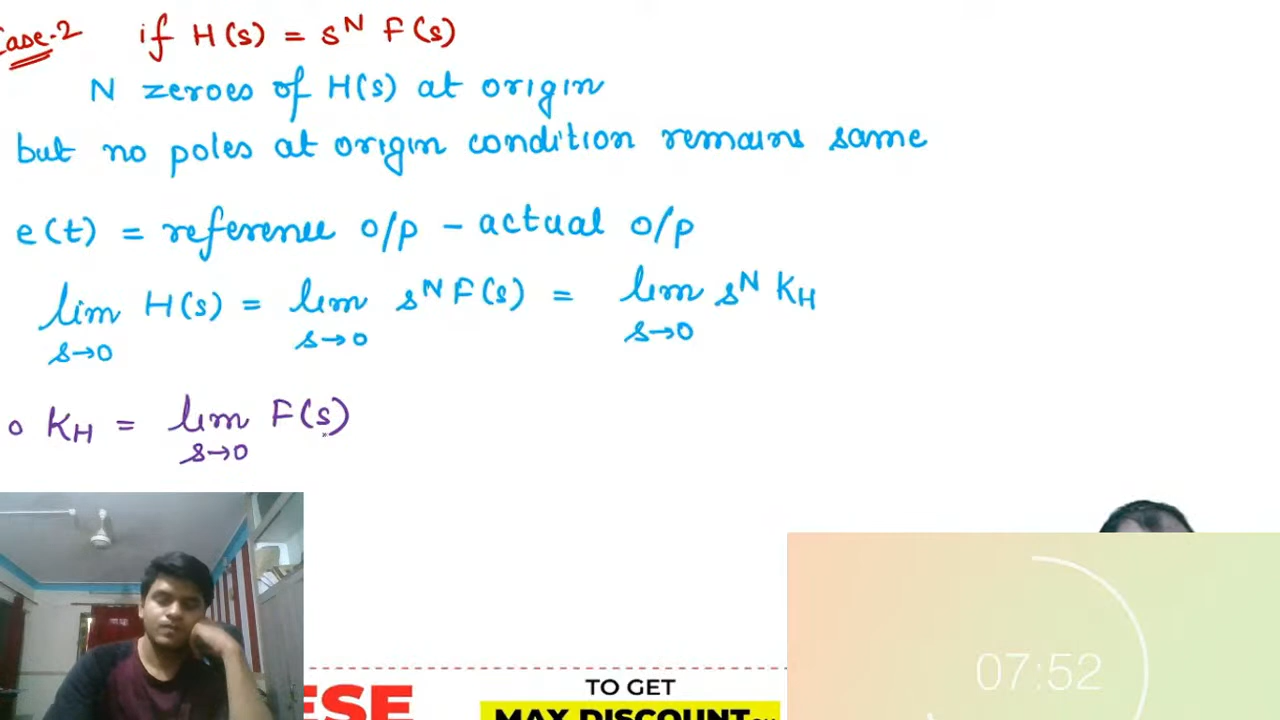 Case-2 if H(s) = s^N F(s)
N zeroes of H(s) at origin
but no poles at origin condition remains same
e(t) = reference o/p - actual o/p
lim s→0 H(s) = lim s→0 s^N F(s) = lim s→0 s^N K_H
K_H = lim s→0 F(s)
07:52
ESE
TO GET
MAX DISCOUNT